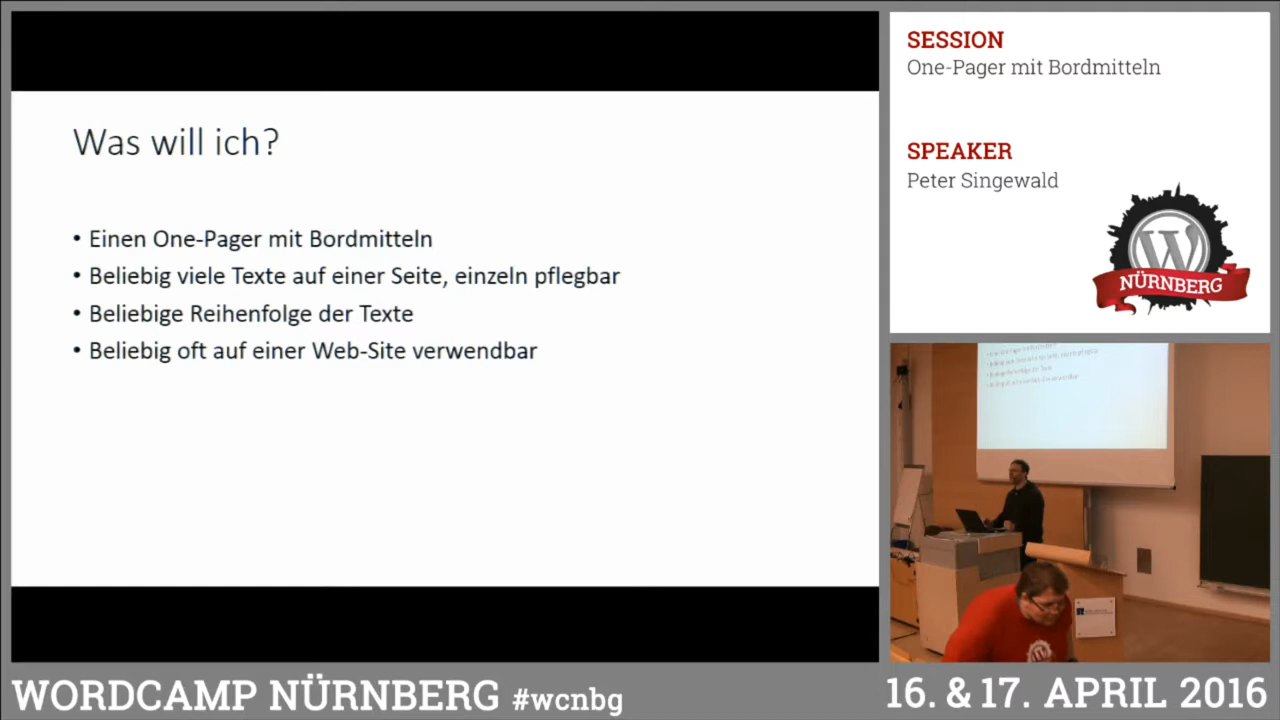 Was will ich?
• Einen One-Pager mit Bordmitteln
• Beliebig viele Texte auf einer Seite, einzeln pflegbar
• Beliebige Reihenfolge der Texte
• Beliebig oft auf einer Web-Site verwendbar
SESSION
One-Pager mit Bordmitteln
SPEAKER
Peter Singewald
W
NÜRNBERG
WORDCAMP NÜRNBERG #wcnbg
16. & 17. APRIL 2016